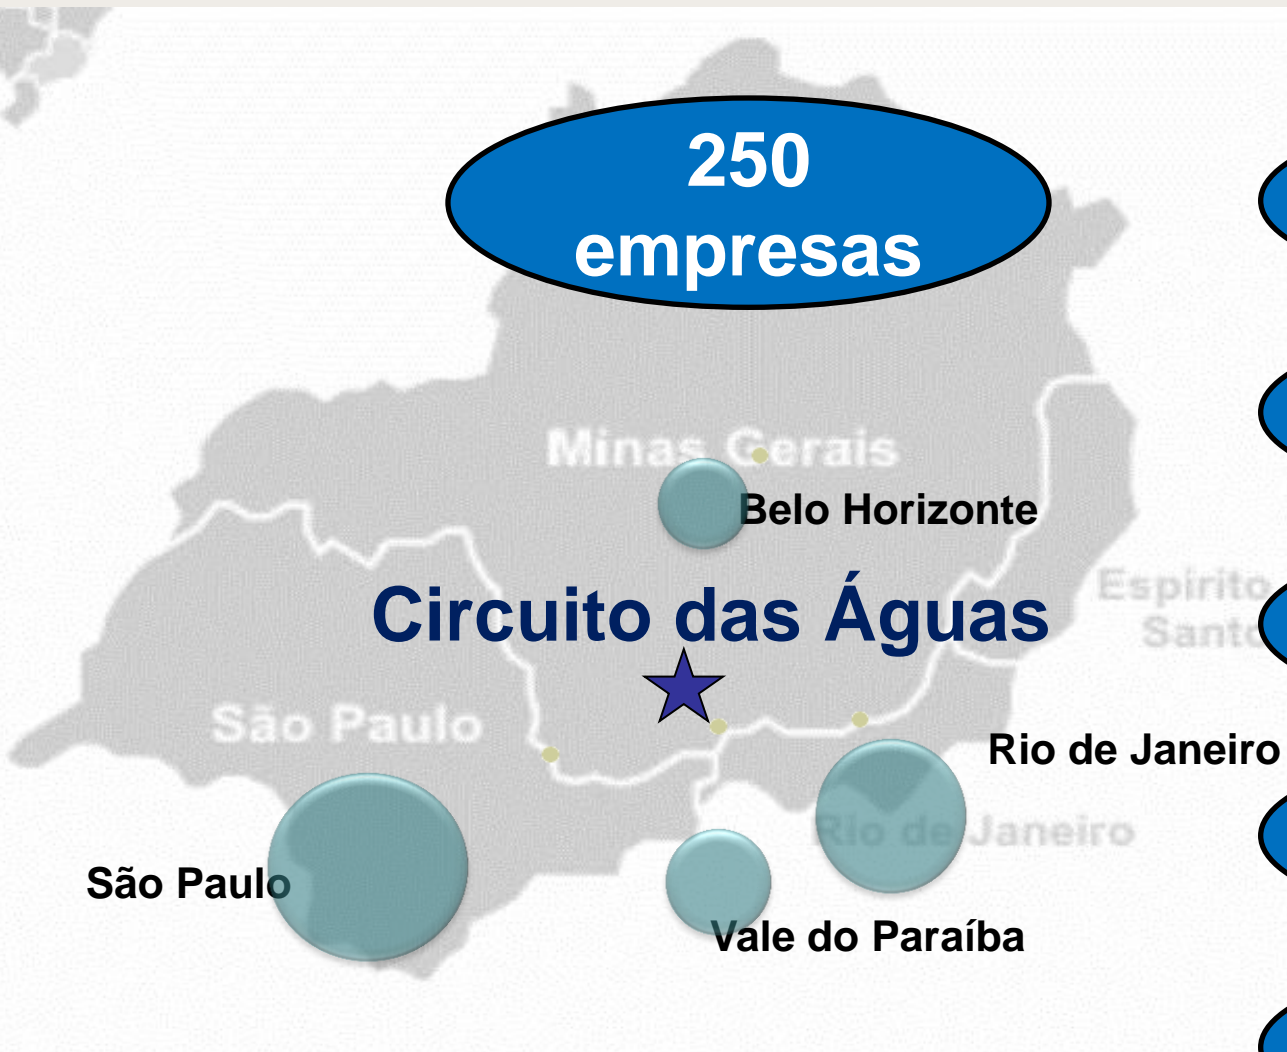 250
empresas
Minas Gerais
Belo Horizonte
Circuito das Águas
Espírito
Santo
São Paulo
Rio de Janeiro
Rio de Janeiro
São Paulo
Vale do Paraíba